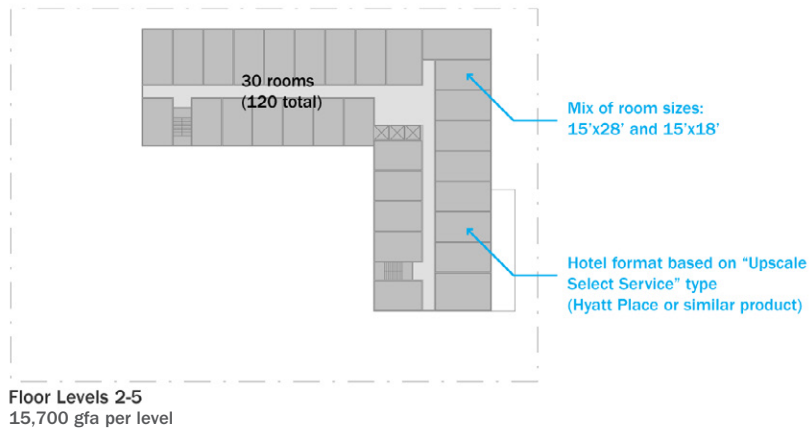 30 rooms
(120 total)
Mix of room sizes:
15’x28’ and 15’x18’
Hotel format based on “Upscale
Select Service” type
(Hyatt Place or similar product)
Floor Levels 2-5
15,700 gfa per level